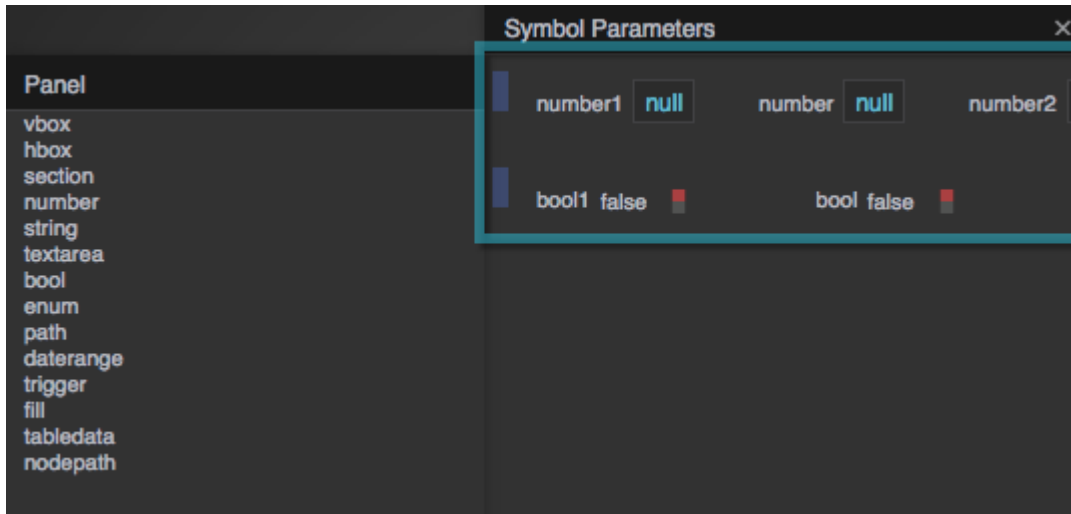 Symbol Parameters ×
Panel
number1 null number null number2
bool1 false bool false
vbox
hbox
section
number
string
textarea
bool
enum
path
daterange
trigger
fill
tabledata
nodepath